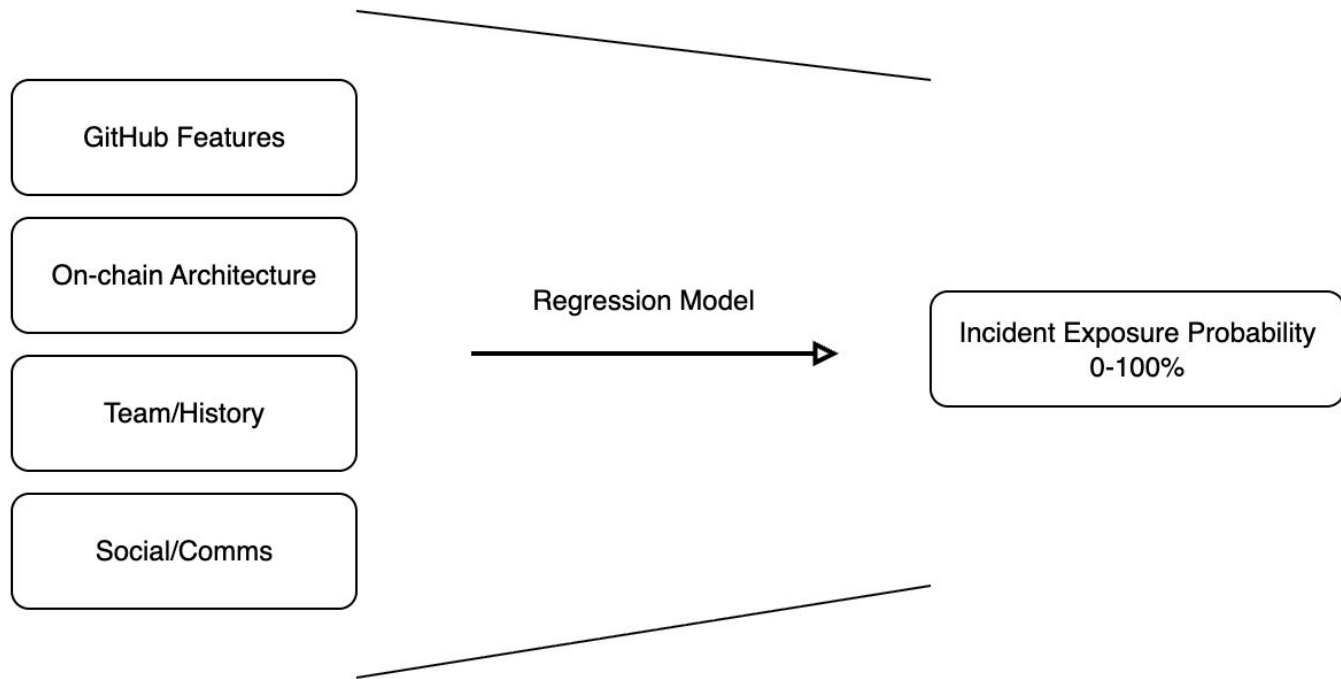 GitHub Features
On-chain Architecture
Team/History
Social/Comms
Regression Model
Incident Exposure Probability
0-100%